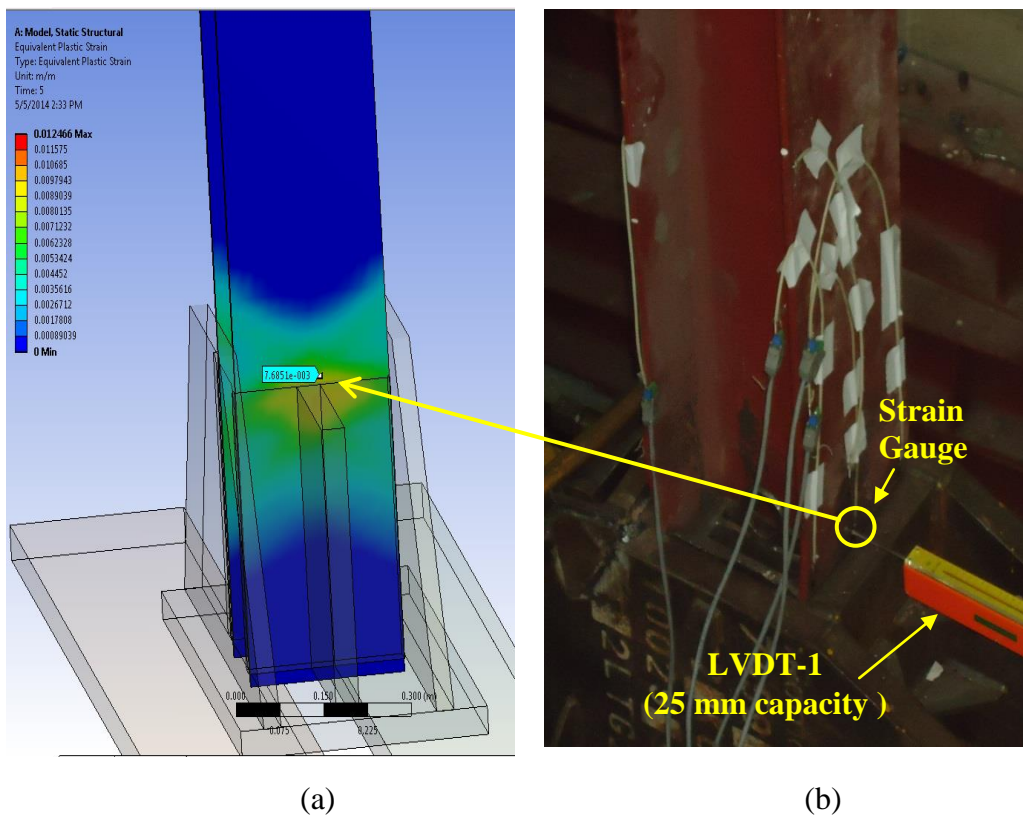 A: Model, Static Structural
Equivalent Plastic Strain
Type: Equivalent Plastic Strain
Unit: m/m
Time: 5
5/5/2014 2:33 PM
0.012466 Max
0.011575
0.010685
0.0097943
0.0089039
0.0080135
0.0071232
0.0062328
0.0053424
0.004452
0.0035616
0.0026712
0.0017808
0.00089039
0 Min
7.6851e-003
0.000
0.150
0.300 (m)
0.075
0.225
Strain
Gauge
LVDT-1
(25 mm capacity )
(a)
(b)